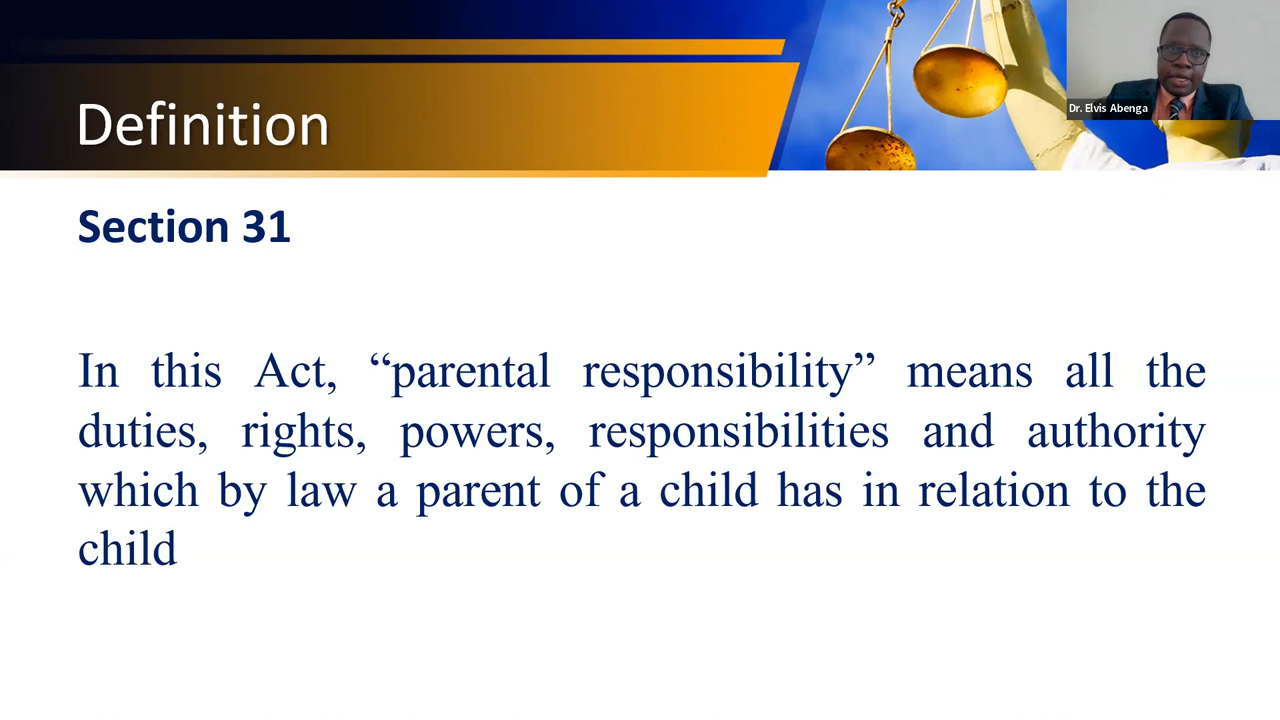 Definition
Dr. Elvis Abenga
Section 31
In this Act, “parental responsibility” means all the
duties, rights, powers, responsibilities and authority
which by law a parent of a child has in relation to the
child